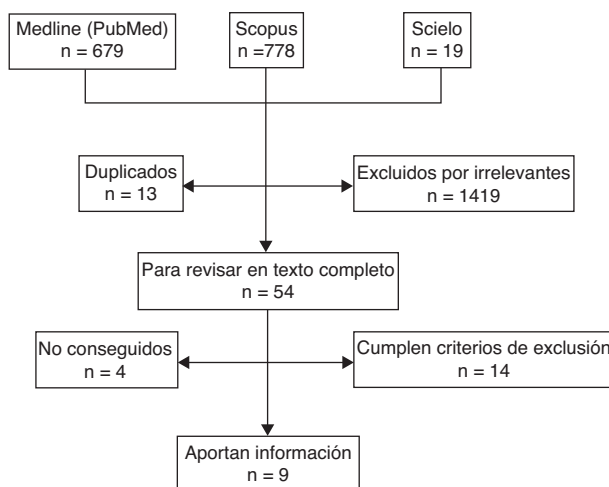 Medline (PubMed)
n = 679
Scopus
n =778
Scielo
n = 19
Duplicados
n = 13
Excluidos por irrelevantes
n = 1419
Para revisar en texto completo
n = 54
No conseguidos
n = 4
Cumplen criterios de exclusión
n = 14
Aportan información
n = 9